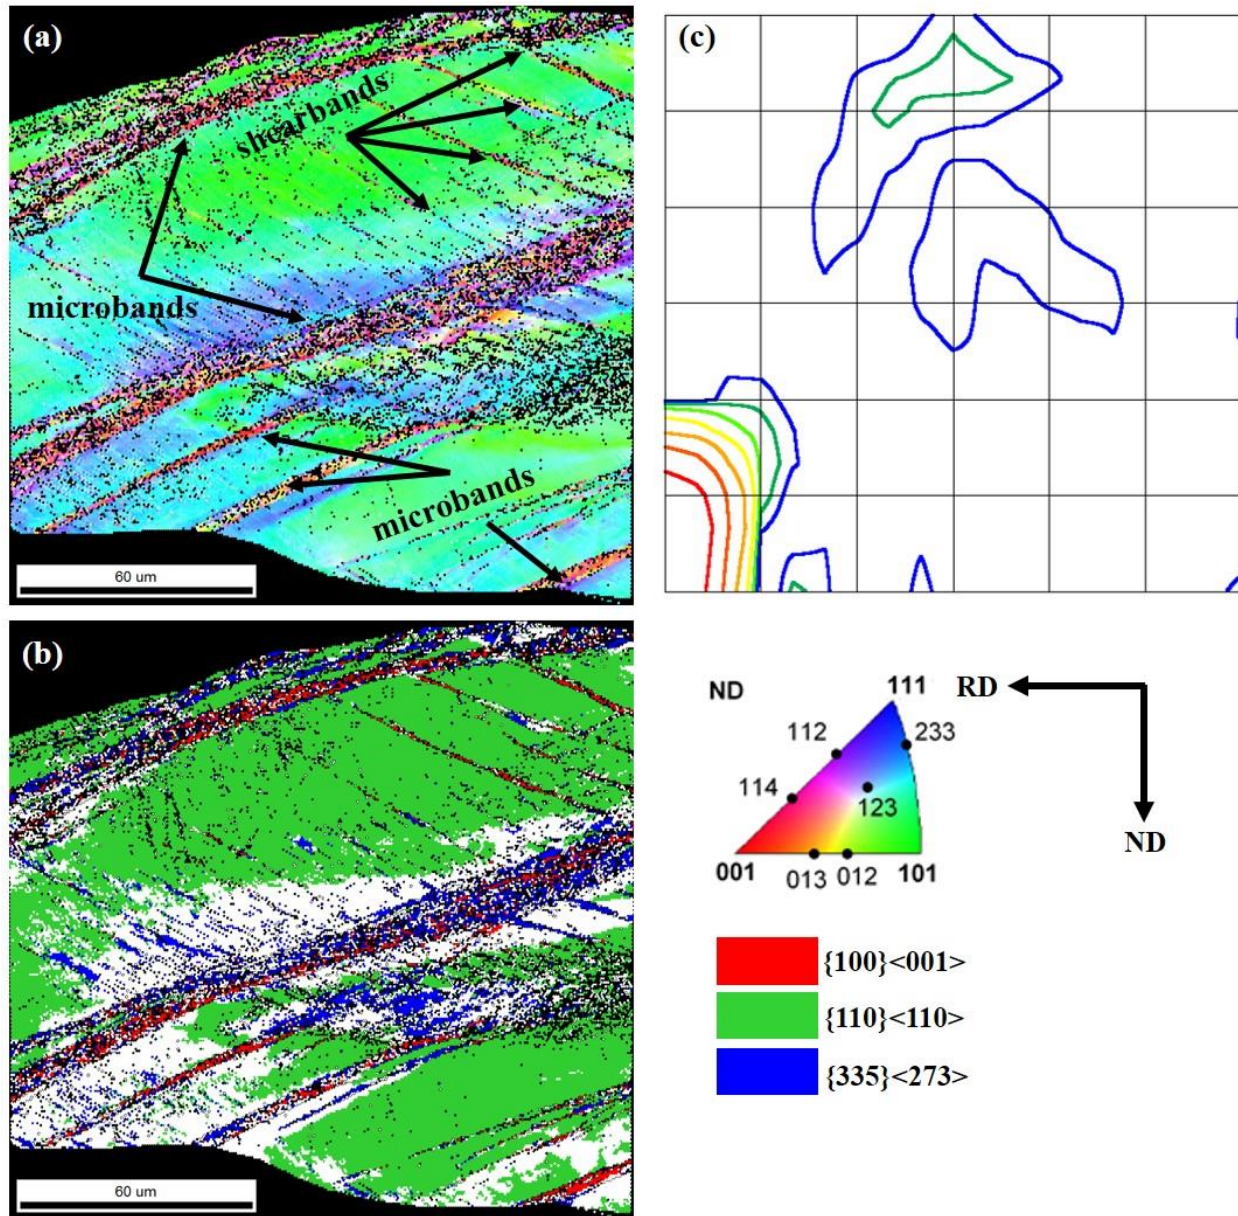 (a)
shearbands
microbands
microbands
60 um
(c)
(b)
60 um
ND
111
RD
112
233
114
123
ND
001
013
012
101
{100}<001>
{110}<110>
{335}<273>